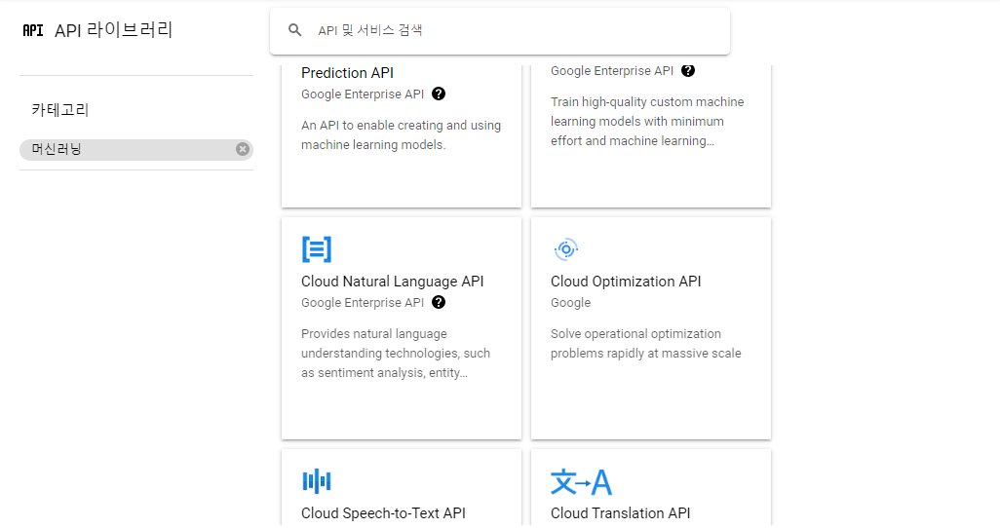 API API 라이브러리
API 및 서비스 검색
카테고리
머신러닝
Prediction API
Google Enterprise API
An API to enable creating and using
machine learning models.
Google Enterprise API
Train high-quality custom machine
learning models with minimum
effort and machine learning…
Cloud Natural Language API
Google Enterprise API
Provides natural language
understanding technologies, such
as sentiment analysis, entity…
Cloud Optimization API
Google
Solve operational optimization
problems rapidly at massive scale
Cloud Speech-to-Text API
文→A
Cloud Translation API